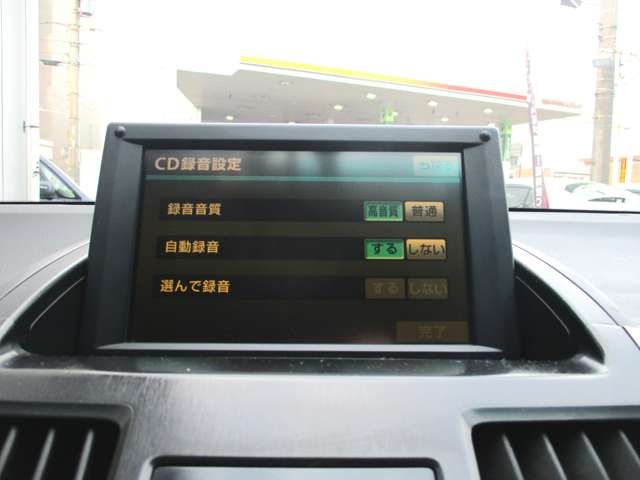 CD録音設定
録音音質 高音質 普通
自動録音 する しない
選んで録音 する しない
完了